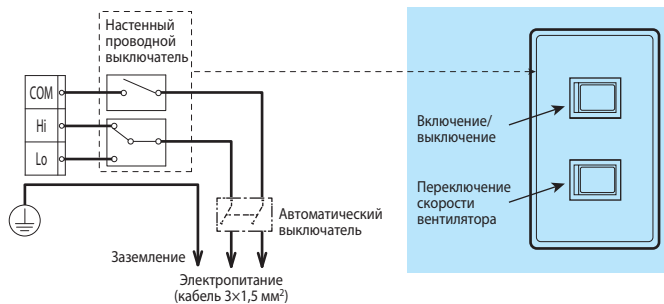 Настенный
проводной
выключатель
COM
Hi
Lo
Включение/
выключение
Переключение
скорости
вентилятора
Автоматический
выключатель
Заземление
Электропитание
(кабель 3×1,5 мм²)